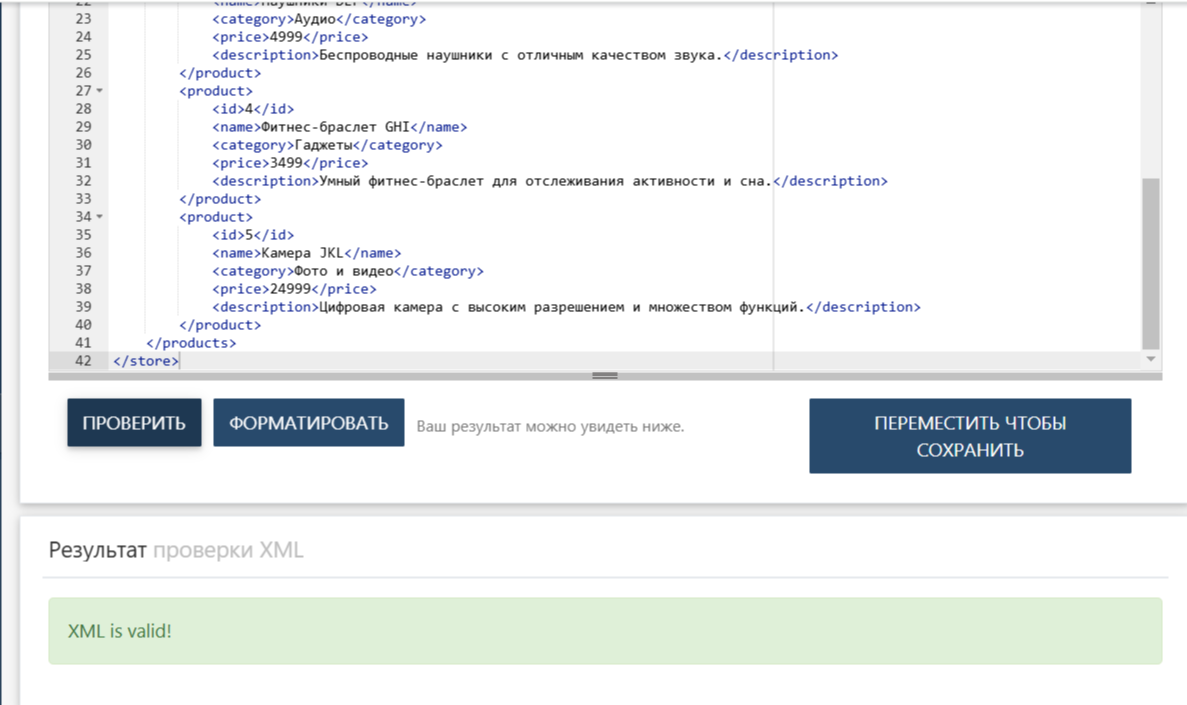 22 <name>Наушники DEF</name>
23 <category>Аудио</category>
24 <price>4999</price>
25 <description>Беспроводные наушники с отличным качеством звука.</description>
26 </product>
27 <product>
28 <id>4</id>
29 <name>Фитнес-браслет GHI</name>
30 <category>Гаджеты</category>
31 <price>3499</price>
32 <description>Умный фитнес-браслет для отслеживания активности и сна.</description>
33 </product>
34 <product>
35 <id>5</id>
36 <name>Камера JKL</name>
37 <category>Фото и видео</category>
38 <price>24999</price>
39 <description>Цифровая камера с высоким разрешением и множеством функций.</description>
40 </product>
41 </products>
42 </store>
ПРОВЕРИТЬ ФОРМАТИРОВАТЬ Ваш результат можно увидеть ниже. ПЕРЕМЕСТИТЬ ЧТОБЫ
СОХРАНИТЬ
Результат проверки XML
XML is valid!